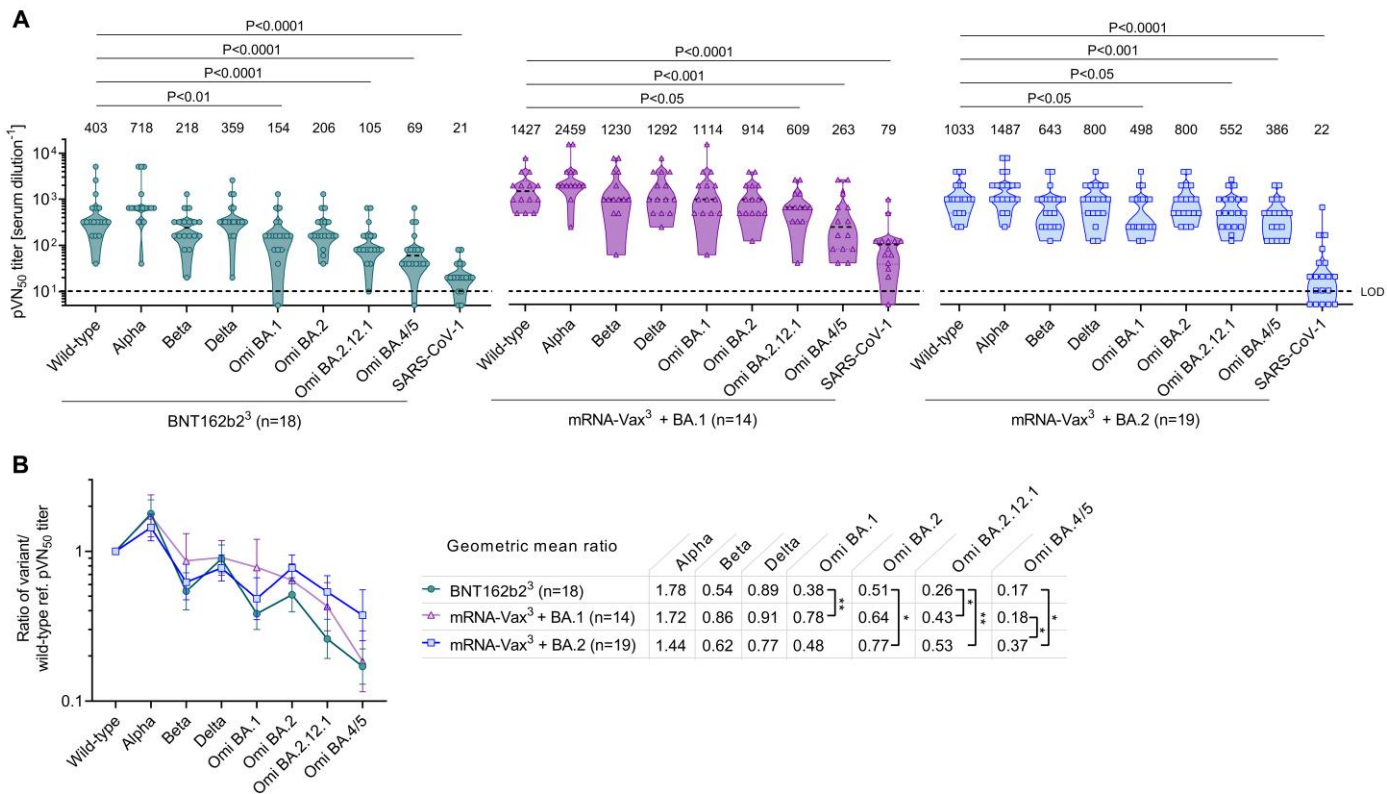 A
P<0.0001
P<0.0001
P<0.0001
P<0.01
403 718 218 359 154 206 105 69 21
P<0.0001
P<0.001
P<0.05
1427 2459 1230 1292 1114 914 609 263 79
P<0.0001
P<0.001
P<0.05
P<0.05
1033 1487 643 800 498 800 552 386 22
pVN₅₀ titer [serum dilution⁻¹]
10⁴
10³
10²
10¹
LOD
Wild-type Alpha Beta Delta Omi BA.1 Omi BA.2 Omi BA.2.12.1 Omi BA.4/5 SARS-CoV-1
Wild-type Alpha Beta Delta Omi BA.1 Omi BA.2 Omi BA.2.12.1 Omi BA.4/5 SARS-CoV-1
Wild-type Alpha Beta Delta Omi BA.1 Omi BA.2 Omi BA.2.12.1 Omi BA.4/5 SARS-CoV-1
BNT162b2³ (n=18)
mRNA-Vax³ + BA.1 (n=14)
mRNA-Vax³ + BA.2 (n=19)
B
Ratio of variant/
wild-type ref. pVN₅₀ titer
1
0.1
Wild-type Alpha Beta Delta Omi BA.1 Omi BA.2 Omi BA.2.12.1 Omi BA.4/5
Geometric mean ratio Alpha Beta Delta Omi BA.1 Omi BA.2 Omi BA.2.12.1 Omi BA.4/5
BNT162b2³ (n=18) 1.78 0.54 0.89 0.38 0.51 0.26 0.17
** * * ** * *
mRNA-Vax³ + BA.1 (n=14) 1.72 0.86 0.91 0.78 0.64 0.43 0.18
mRNA-Vax³ + BA.2 (n=19) 1.44 0.62 0.77 0.48 0.77 0.53 0.37